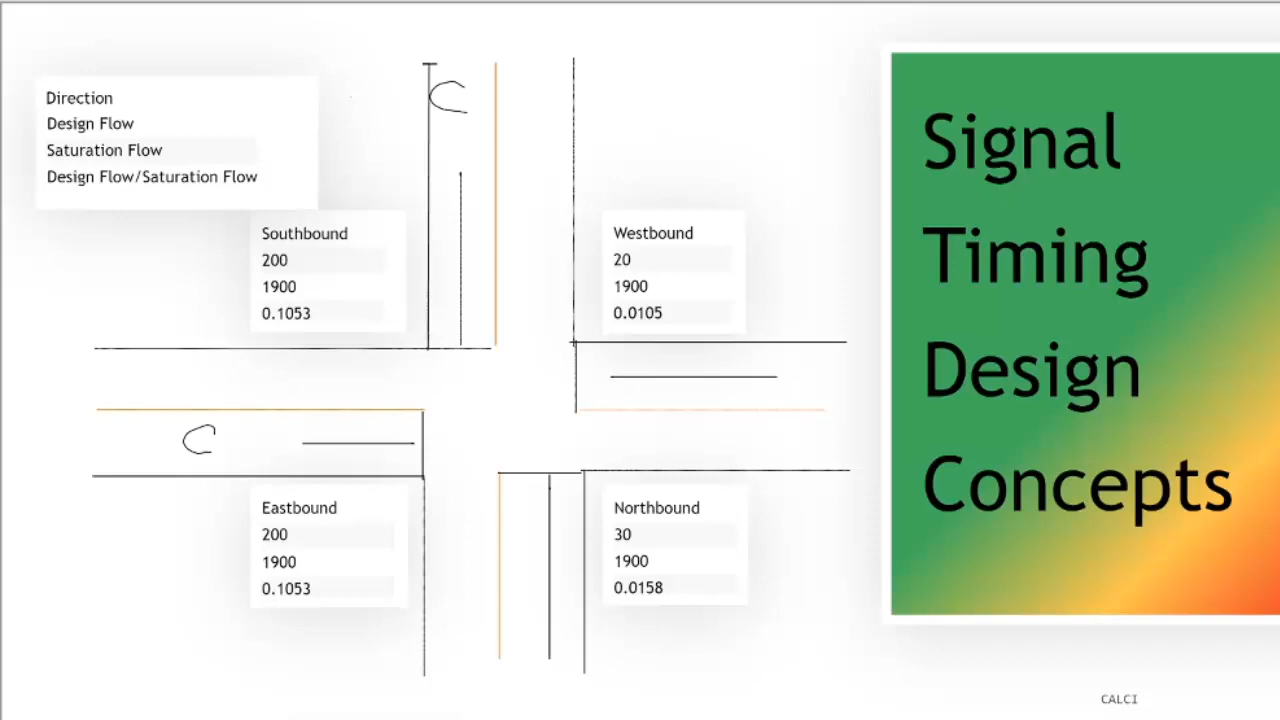 Direction
Design Flow
Saturation Flow
Design Flow/Saturation Flow
C
Southbound
200
1900
0.1053
Westbound
20
1900
0.0105
C
Eastbound
200
1900
0.1053
Northbound
30
1900
0.0158
Signal
Timing
Design
Concepts
CALCI